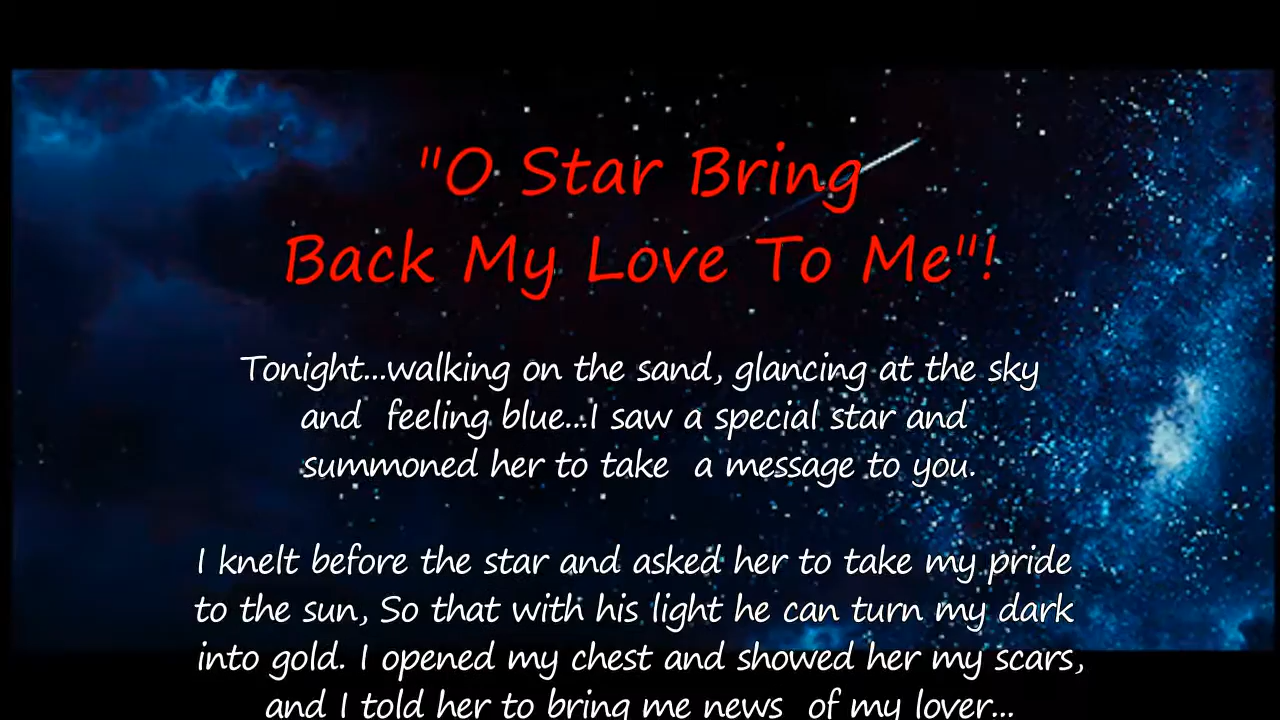 "O Star Bring
Back My Love To Me"!
Tonight...walking on the sand, glancing at the sky
and feeling blue...I saw a special star and
summoned her to take a message to you.
I knelt before the star and asked her to take my pride
to the sun, So that with his light he can turn my dark
into gold. I opened my chest and showed her my scars,
and I told her to bring me news of my lover...